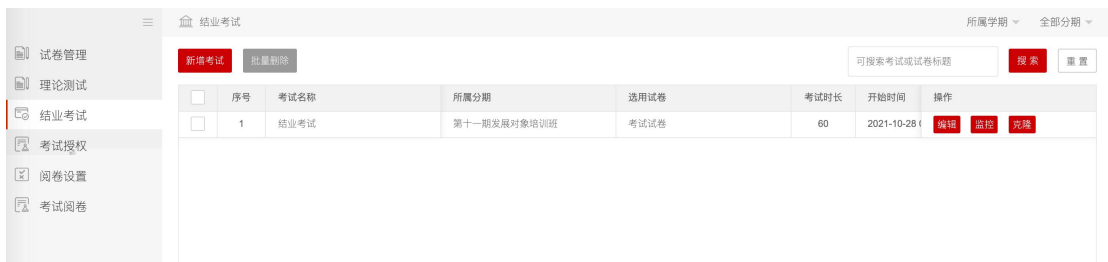 结业考试
所属学期
全部分期
试卷管理
理论测试
结业考试
考试授权
阅卷设置
考试阅卷
新增考试
批量删除
可搜索考试或试卷标题
搜索
重置
序号 考试名称 所属分期 选用试卷 考试时长 开始时间 操作
1 结业考试 第十一期发展对象培训班 考试试卷 60 2021-10-28 编辑 监控 克隆